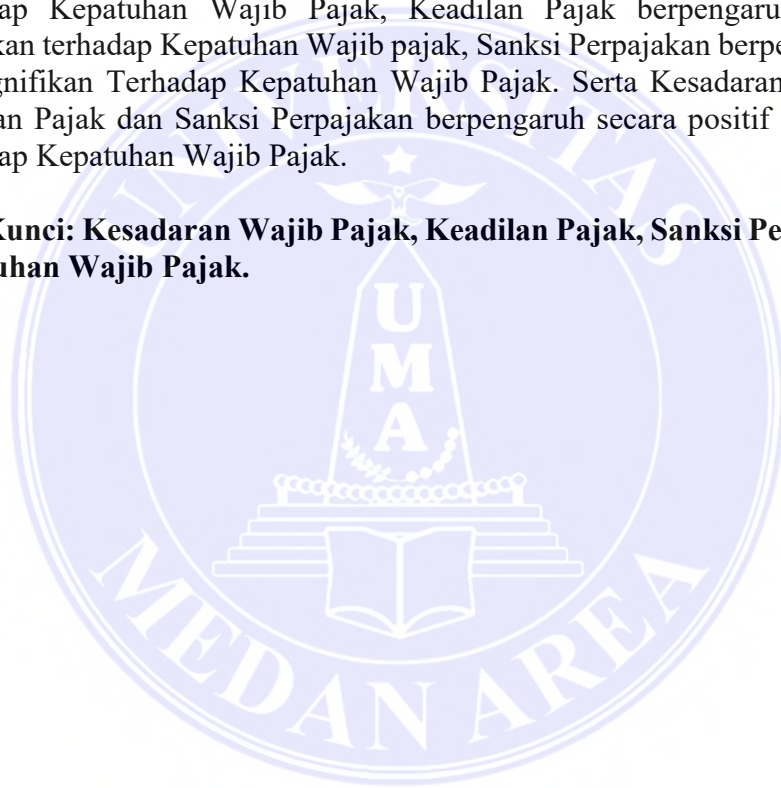 ap Kepatuhan Wajib Pajak, Keadilan Pajak berpengaru
kan terhadap Kepatuhan Wajib pajak, Sanksi Perpajakan berpe
gnifikan Terhadap Kepatuhan Wajib Pajak. Serta Kesadaran
an Pajak dan Sanksi Perpajakan berpengaruh secara positif
ap Kepatuhan Wajib Pajak.
Kunci: Kesadaran Wajib Pajak, Keadilan Pajak, Sanksi Pe
uhan Wajib Pajak.
UNIVERSITAS
UMA
MEDAN AREA